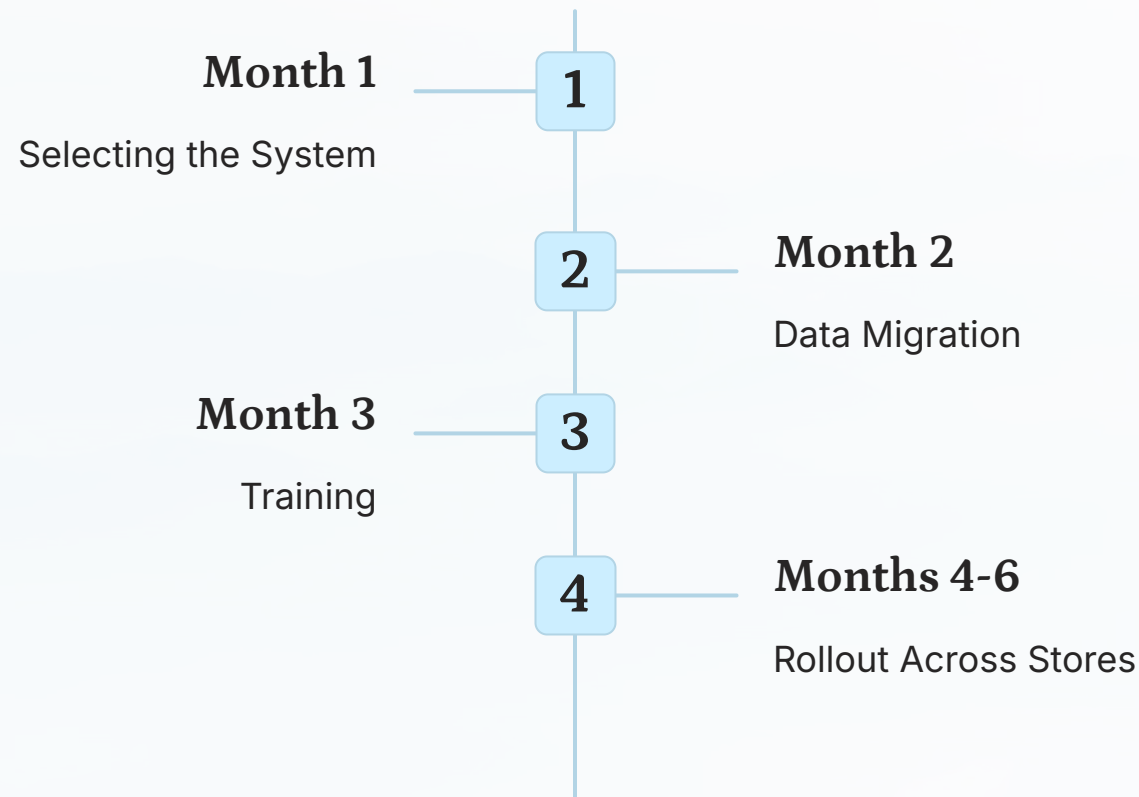 Month 1
1
Selecting the System
2
Month 2
Data Migration
Month 3
3
Training
4
Months 4-6
Rollout Across Stores